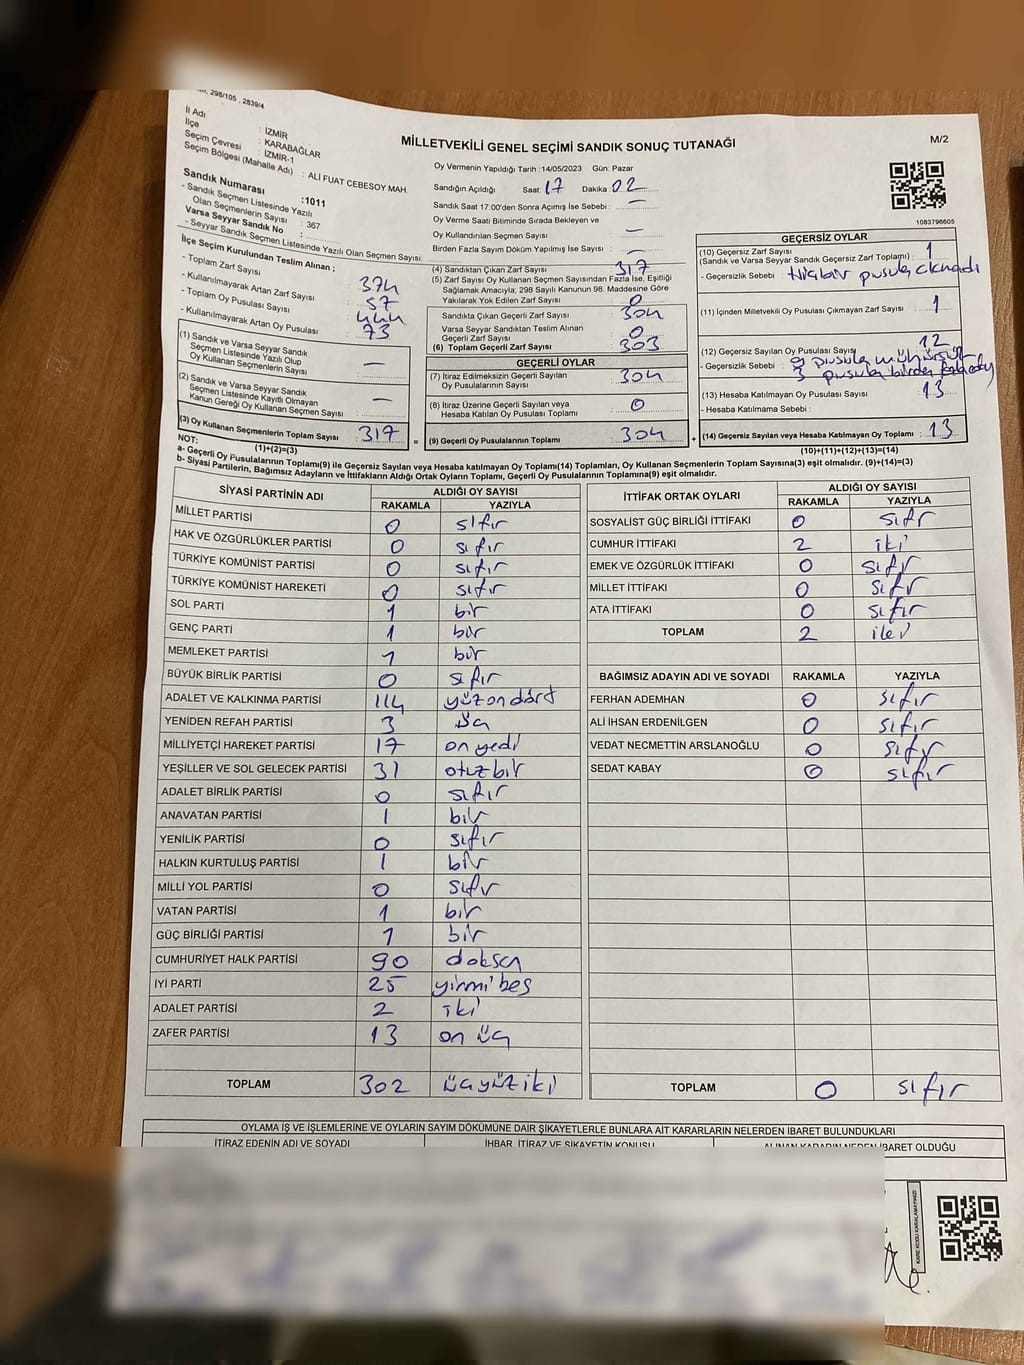 298/105 . 2839/4
İl Adı : İZMİR
İlçe : KARABAĞLAR
Seçim Çevresi : İZMİR-1
Seçim Bölgesi (Mahalle Adı) : ALİ FUAT CEBESOY MAH.
Sandık Numarası :1011
- Sandık Seçmen Listesinde Yazılı
Olan Seçmenlerin Sayısı : 367
Varsa Seyyar Sandık No :
- Seyyar Sandık Seçmen Listesinde Yazılı Olan Seçmen Sayısı:
MİLLETVEKİLİ GENEL SEÇİMİ SANDIK SONUÇ TUTANAĞI
M/2
Oy Vermenin Yapıldığı Tarih :14/05/2023 Gün: Pazar
Sandığın Açıldığı Saat 17 Dakika 02
Sandık Saat 17:00'den Sonra Açılmış İse Sebebi : —
Oy Verme Saati Bitiminde Sırada Bekleyen ve
Oy Kullandırılan Seçmen Sayısı —
Birden Fazla Sayım Döküm Yapılmış İse Sayısı : —
1083796605
İlçe Seçim Kurulundan Teslim Alınan ;
- Toplam Zarf Sayısı 374
- Kullanılmayarak Artan Zarf Sayısı 57
- Toplam Oy Pusulası Sayısı 444
- Kullanılmayarak Artan Oy Pusulası 73
(1) Sandık ve Varsa Seyyar Sandık
Seçmen Listesinde Yazılı Olup
Oy Kullanan Seçmenlerin Sayısı —
(2) Sandık ve Varsa Seyyar Sandık
Seçmen Listesinde Kayıtlı Olmayan
Kanun Gereği Oy Kullanan Seçmen Sayısı —
(3) Oy Kullanan Seçmenlerin Toplam Sayısı 317 =
(1)+(2)=(3)
(4) Sandıktan Çıkan Zarf Sayısı 317
(5) Zarf Sayısı Oy Kullanan Seçmen Sayısından Fazla İse, Eşitliği
Sağlamak Amacıyla; 298 Sayılı Kanunun 98. Maddesine Göre
Yakılarak Yok Edilen Zarf Sayısı : 0
Sandıkta Çıkan Geçerli Zarf Sayısı 304
Varsa Seyyar Sandıktan Teslim Alınan
Geçerli Zarf Sayısı 0
(6) Toplam Geçerli Zarf Sayısı 303
GEÇERLİ OYLAR
(7) İtiraz Edilmeksizin Geçerli Sayılan
Oy Pusulalarının Sayısı 304
(8) İtiraz Üzerine Geçerli Sayılan veya
Hesaba Katılan Oy Pusulası Toplamı 0
(9) Geçerli Oy Pusulalarının Toplamı 304 +
GEÇERSİZ OYLAR
(10) Geçersiz Zarf Sayısı 1
(Sandık ve Varsa Seyyar Sandık Geçersiz Zarf Toplamı) :
- Geçersizlik Sebebi : Hiçbir pusula çıkmadı
(11) İçinden Milletvekili Oy Pusulası Çıkmayan Zarf Sayısı : 1
(12) Geçersiz Sayılan Oy Pusulası Sayısı 12
- Geçersizlik Sebebi : 9 pusula mühürsüz
3 pusula birden fazla oy
(13) Hesaba Katılmayan Oy Pusulası Sayısı 13
- Hesaba Katılmama Sebebi :
(14) Geçersiz Sayılan veya Hesaba Katılmayan Oy Toplamı : 13
(10)+(11)+(12)+(13)=(14)
NOT:
a- Geçerli Oy Pusulalarının Toplamı(9) ile Geçersiz Sayılan veya Hesaba katılmayan Oy Toplamı(14) Toplamları, Oy Kullanan Seçmenlerin Toplam Sayısına(3) eşit olmalıdır. (9)+(14)=(3)
b- Siyasi Partilerin, Bağımsız Adayların ve İttifakların Aldığı Ortak Oyların Toplamı, Geçerli Oy Pusulalarının Toplamına(9) eşit olmalıdır.
SİYASİ PARTİNİN ADI ALDIĞI OY SAYISI
RAKAMLA YAZIYLA
MİLLET PARTİSİ 0 sıfır
HAK VE ÖZGÜRLÜKLER PARTİSİ 0 sıfır
TÜRKİYE KOMÜNİST PARTİSİ 0 sıfır
TÜRKİYE KOMÜNİST HAREKETİ 0 sıfır
SOL PARTİ 1 bir
GENÇ PARTİ 1 bir
MEMLEKET PARTİSİ 1 bir
BÜYÜK BİRLİK PARTİSİ 0 sıfır
ADALET VE KALKINMA PARTİSİ 114 yüzondört
YENİDEN REFAH PARTİSİ 3 üç
MİLLİYETÇİ HAREKET PARTİSİ 17 onyedi
YEŞİLLER VE SOL GELECEK PARTİSİ 31 otuzbir
ADALET BİRLİK PARTİSİ 0 sıfır
ANAVATAN PARTİSİ 1 bir
YENİLİK PARTİSİ 0 sıfır
HALKIN KURTULUŞ PARTİSİ 1 bir
MİLLİ YOL PARTİSİ 0 sıfır
VATAN PARTİSİ 1 bir
GÜÇ BİRLİĞİ PARTİSİ 1 bir
CUMHURİYET HALK PARTİSİ 90 doksan
İYİ PARTİ 25 yirmi beş
ADALET PARTİSİ 2 iki
ZAFER PARTİSİ 13 on üç
TOPLAM 302 üçyüziki
İTTİFAK ORTAK OYLARI ALDIĞI OY SAYISI
RAKAMLA YAZIYLA
SOSYALİST GÜÇ BİRLİĞİ İTTİFAKI 0 sıfır
CUMHUR İTTİFAKI 2 iki
EMEK VE ÖZGÜRLÜK İTTİFAKI 0 sıfır
MİLLET İTTİFAKI 0 sıfır
ATA İTTİFAKI 0 sıfır
TOPLAM 2 iki
BAĞIMSIZ ADAYIN ADI VE SOYADI RAKAMLA YAZIYLA
FERHAN ADEMHAN 0 sıfır
ALİ İHSAN ERDENİLGEN 0 sıfır
VEDAT NECMETTİN ARSLANOĞLU 0 sıfır
SEDAT KABAY 0 sıfır
TOPLAM 0 sıfır
OYLAMA İŞ VE İŞLEMLERİNE VE OYLARIN SAYIM DÖKÜMÜNE DAİR ŞİKAYETLERLE BUNLARA AİT KARARLARIN NELERDEN İBARET BULUNDUKLARI
İTİRAZ EDENİN ADI VE SOYADI İHBAR, İTİRAZ VE ŞİKAYETİN KONUSU ALINAN KARARIN NEDEN İBARET OLDUĞU
KARE KODU KARALAMAYINIZ!